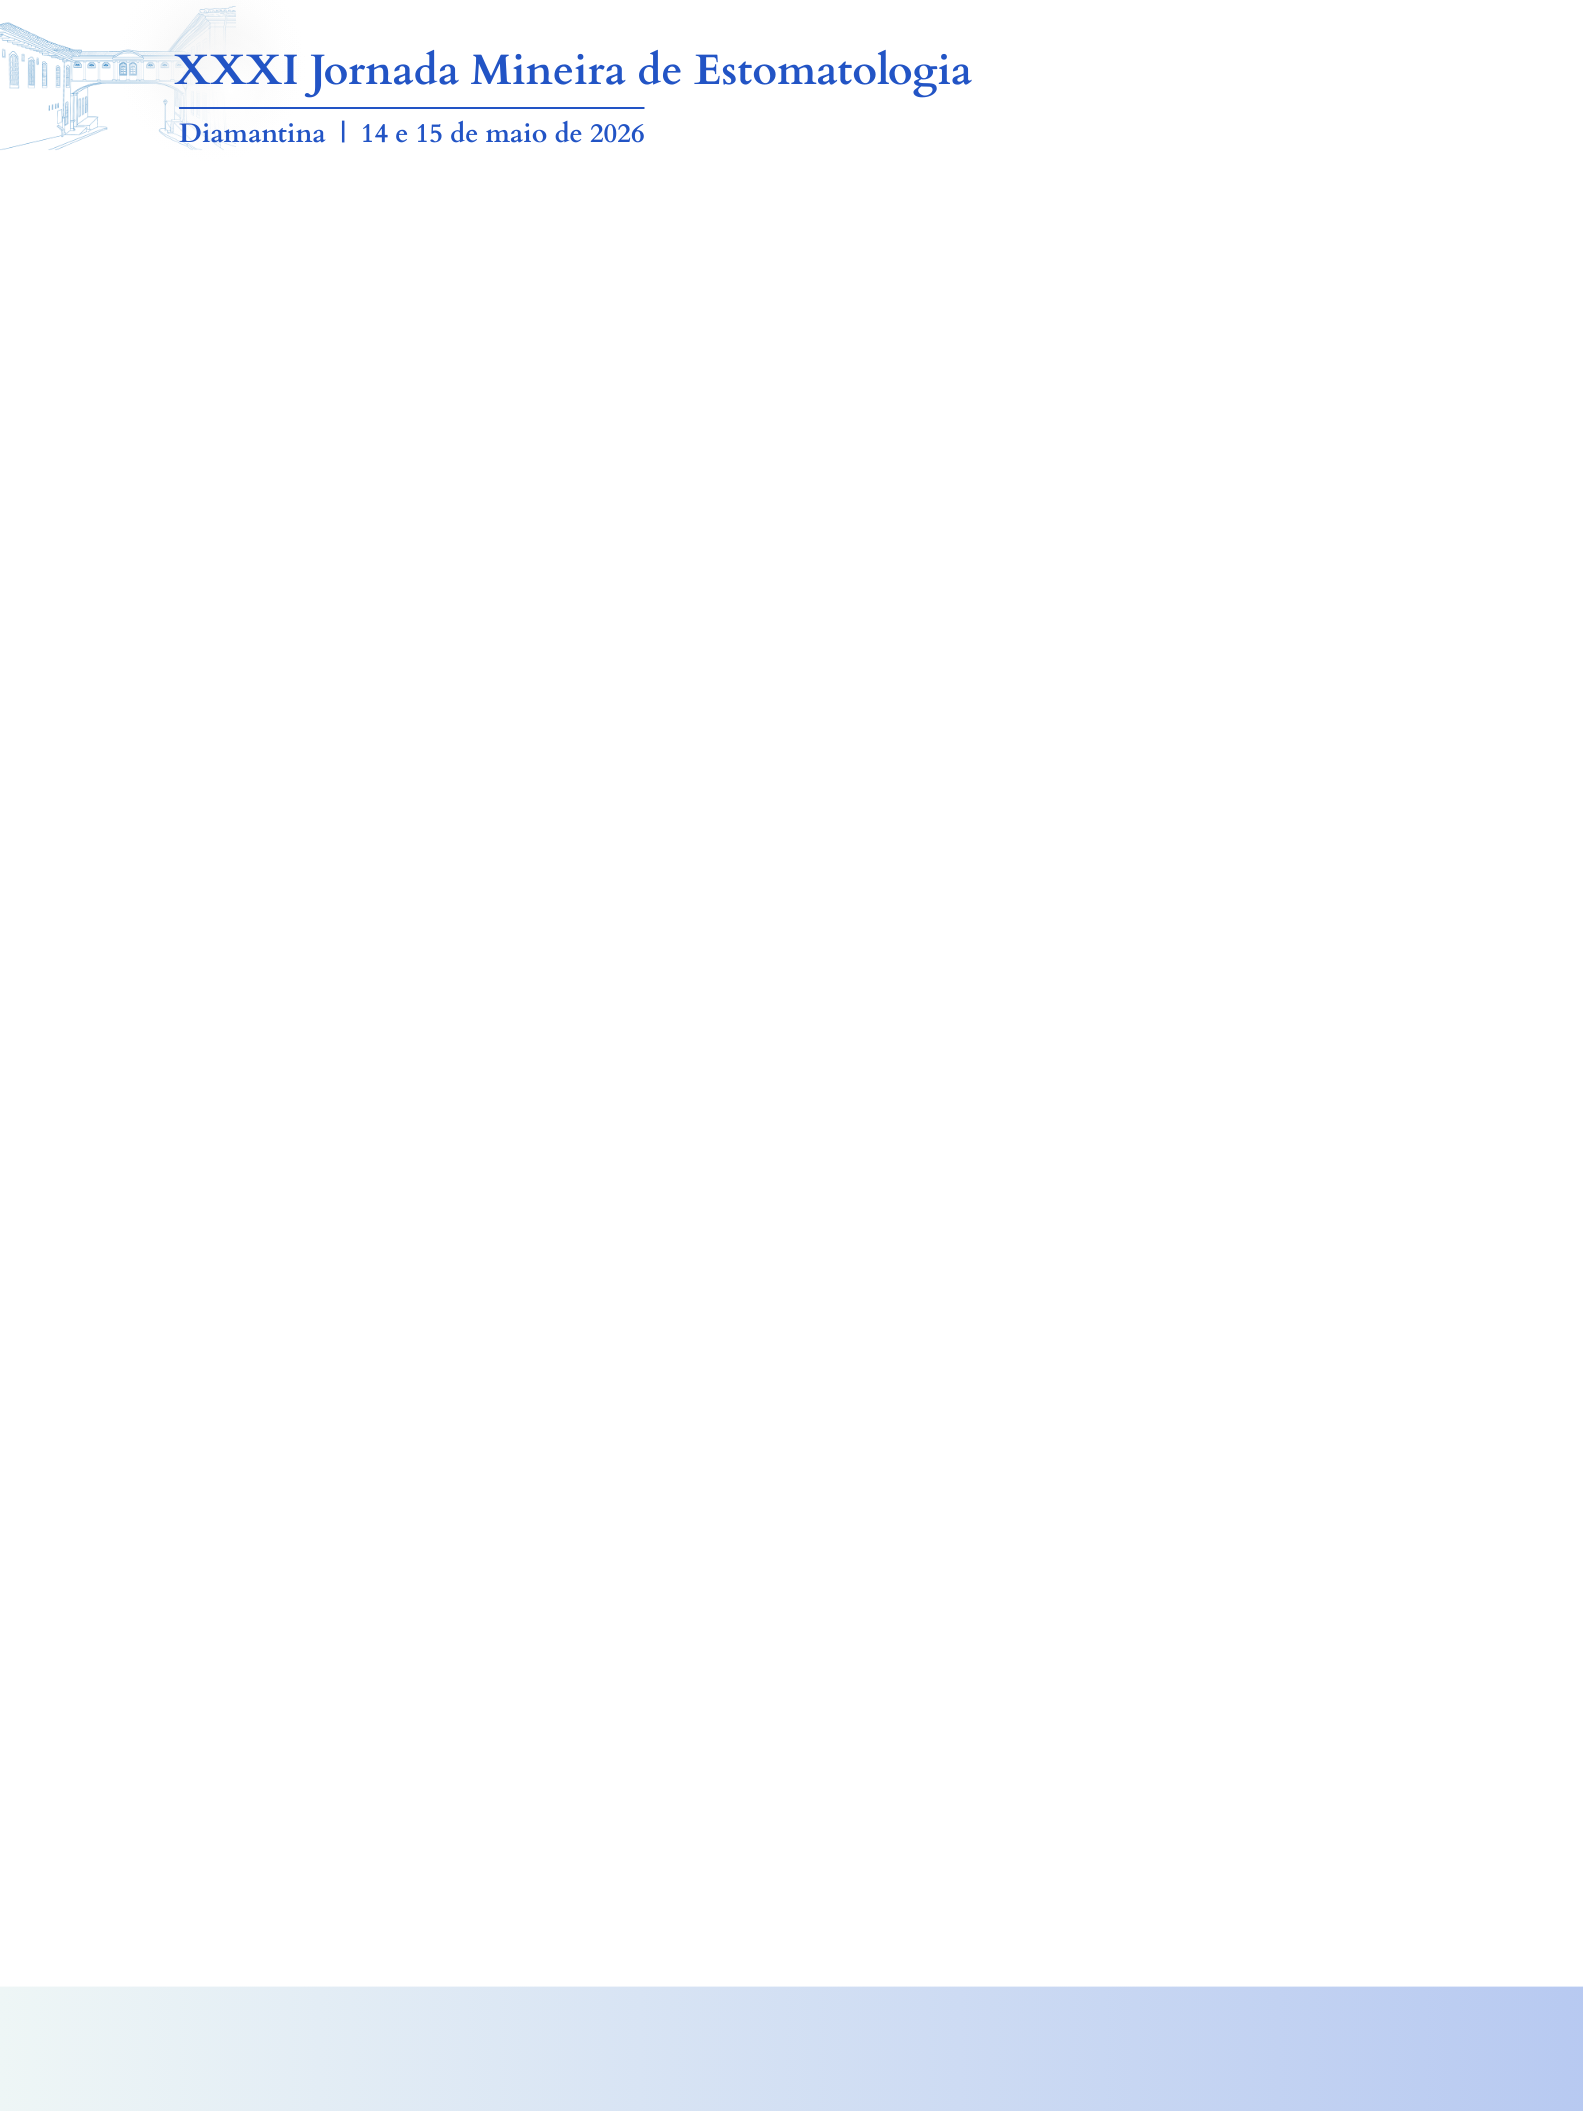 XXXI Jornada Mineira de Estomatologia
Diamantina | 14 e 15 de maio de 2026